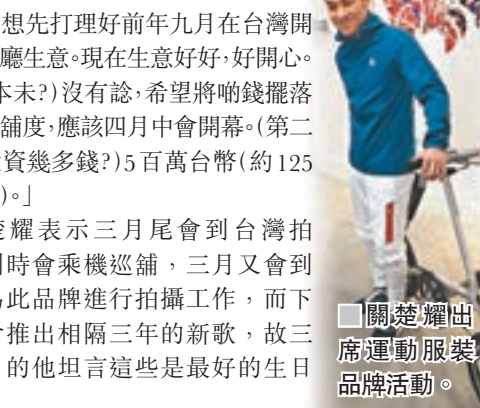 想先打理好前年九月在台灣開
廳生意。現在生意好好，好開心。
本未？）沒有諗，希望將啲錢擺落
舖度，應該四月中會開幕。（第二
資幾多錢？）5百萬台幣（約125
）。」
耀表示三月尾會到台灣拍
時會乘機巡舖，三月又會到
此品牌進行拍攝工作，而下
推出相隔三年的新歌，故三
的他坦言這些是最好的生日
■關楚耀出
席運動服裝
品牌活動。